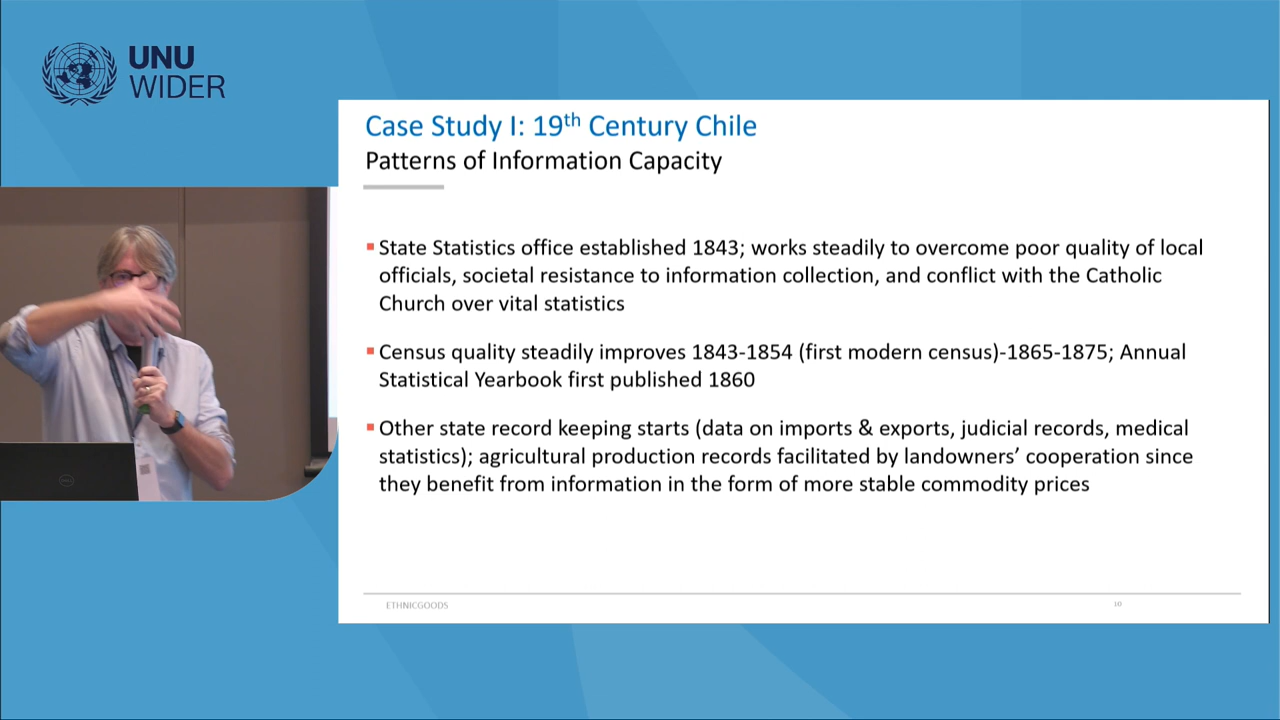 UNU
WIDER
Case Study I: 19th Century Chile
Patterns of Information Capacity
State Statistics office established 1843; works steadily to overcome poor quality of local
officials, societal resistance to information collection, and conflict with the Catholic
Church over vital statistics
Census quality steadily improves 1843-1854 (first modern census)-1865-1875; Annual
Statistical Yearbook first published 1860
Other state record keeping starts (data on imports & exports, judicial records, medical
statistics); agricultural production records facilitated by landowners’ cooperation since
they benefit from information in the form of more stable commodity prices
ETHNICGOODS
10